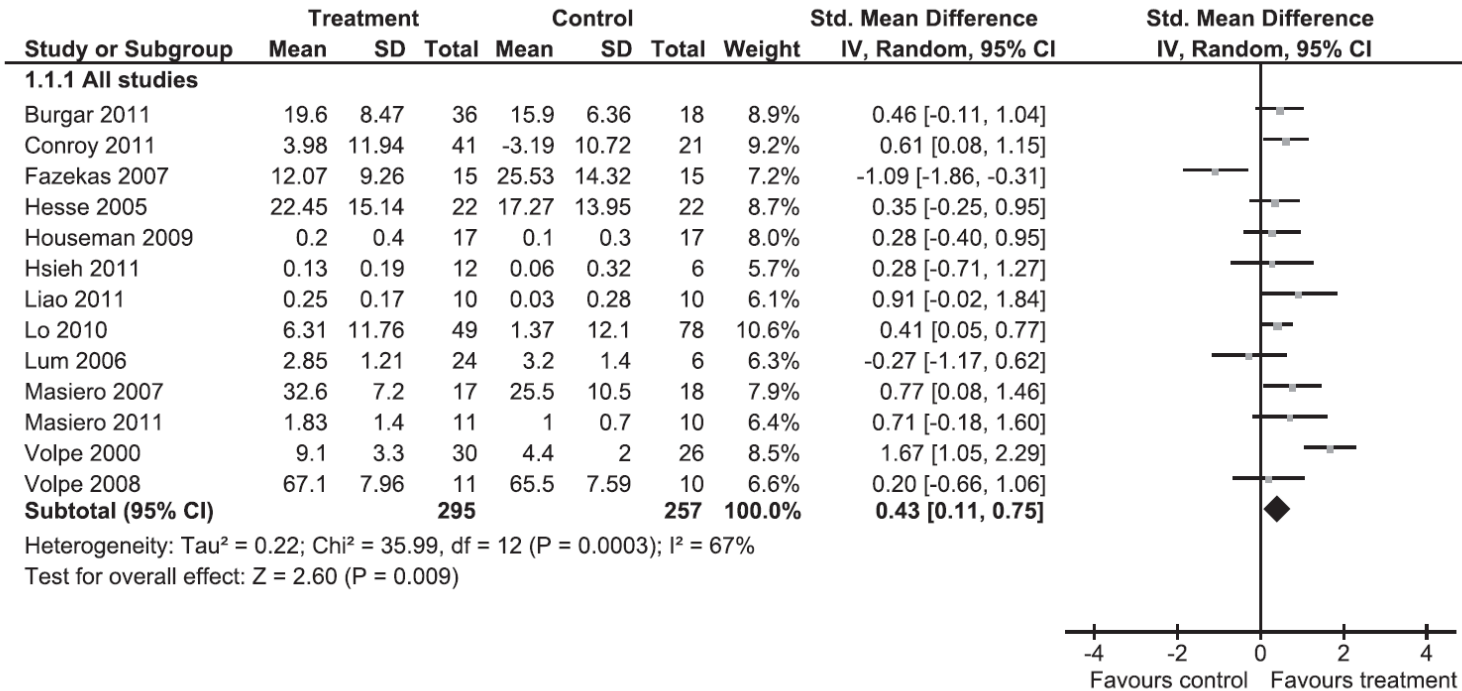 Treatment Control Std. Mean Difference Std. Mean Difference
Study or Subgroup Mean SD Total Mean SD Total Weight IV, Random, 95% CI IV, Random, 95% CI
1.1.1 All studies
Burgar 2011 19.6 8.47 36 15.9 6.36 18 8.9% 0.46 [-0.11, 1.04]
Conroy 2011 3.98 11.94 41 -3.19 10.72 21 9.2% 0.61 [0.08, 1.15]
Fazekas 2007 12.07 9.26 15 25.53 14.32 15 7.2% -1.09 [-1.86, -0.31]
Hesse 2005 22.45 15.14 22 17.27 13.95 22 8.7% 0.35 [-0.25, 0.95]
Houseman 2009 0.2 0.4 17 0.1 0.3 17 8.0% 0.28 [-0.40, 0.95]
Hsieh 2011 0.13 0.19 12 0.06 0.32 6 5.7% 0.28 [-0.71, 1.27]
Liao 2011 0.25 0.17 10 0.03 0.28 10 6.1% 0.91 [-0.02, 1.84]
Lo 2010 6.31 11.76 49 1.37 12.1 78 10.6% 0.41 [0.05, 0.77]
Lum 2006 2.85 1.21 24 3.2 1.4 6 6.3% -0.27 [-1.17, 0.62]
Masiero 2007 32.6 7.2 17 25.5 10.5 18 7.9% 0.77 [0.08, 1.46]
Masiero 2011 1.83 1.4 11 1 0.7 10 6.4% 0.71 [-0.18, 1.60]
Volpe 2000 9.1 3.3 30 4.4 2 26 8.5% 1.67 [1.05, 2.29]
Volpe 2008 67.1 7.96 11 65.5 7.59 10 6.6% 0.20 [-0.66, 1.06]
Subtotal (95% CI) 295 257 100.0% 0.43 [0.11, 0.75]
Heterogeneity: Tau² = 0.22; Chi² = 35.99, df = 12 (P = 0.0003); I² = 67%
Test for overall effect: Z = 2.60 (P = 0.009)
-4 -2 0 2 4
Favours control Favours treatment